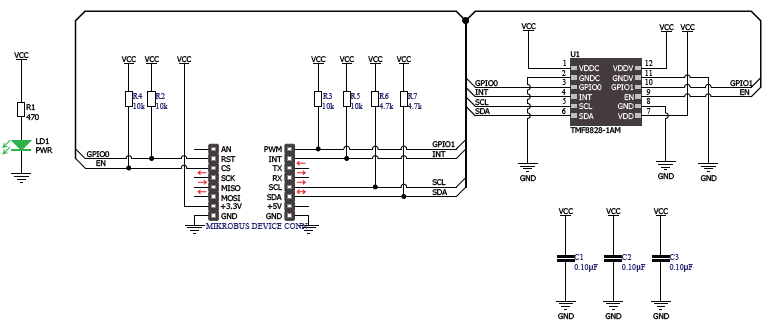 VCC
R1
470
LD1
PWR
VCC
VCC
VCC
R4
10k
R2
10k
VCC
VCC
VCC
VCC
R3
10k
R5
10k
R6
4.7k
R7
4.7k
GPIO0
EN
AN
RST
CS
SCK
MISO
MOSI
+3.3V
GND
PWM
INT
TX
RX
SCL
SDA
+5V
GND
MIKROBUS DEVICE CONN
GPIO1
INT
SCL
SDA
VCC
VCC
VCC
U1
GPIO0
INT
SCL
SDA
1 VDDC VDDV 12
2 GNDC GNDV 11
3 GPIO0 GPIO1 10
4 INT EN 9
5 SCL GND 8
6 SDA VDD 7
TMF8828-1AM
GPIO1
EN
GND
GND
GND
VCC
VCC
VCC
C1
0.10µF
C2
0.10µF
C3
0.10µF
GND
GND
GND